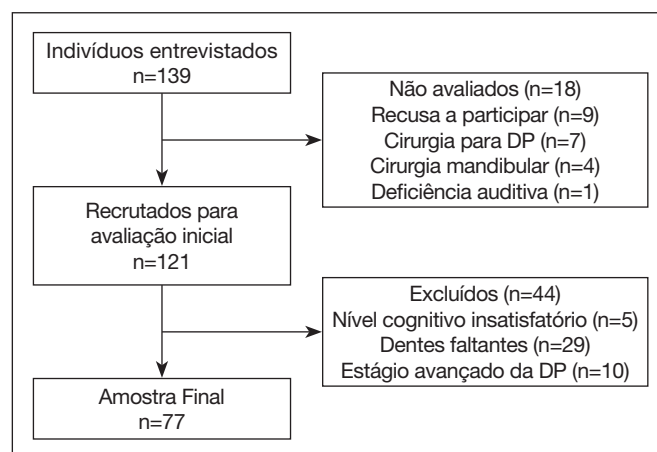 Indivíduos entrevistados
n=139
Não avaliados (n=18)
Recusa a participar (n=9)
Cirurgia para DP (n=7)
Cirurgia mandibular (n=4)
Deficiência auditiva (n=1)
Recrutados para
avaliação inicial
n=121
Excluídos (n=44)
Nível cognitivo insatisfatório (n=5)
Dentes faltantes (n=29)
Estágio avançado da DP (n=10)
Amostra Final
n=77